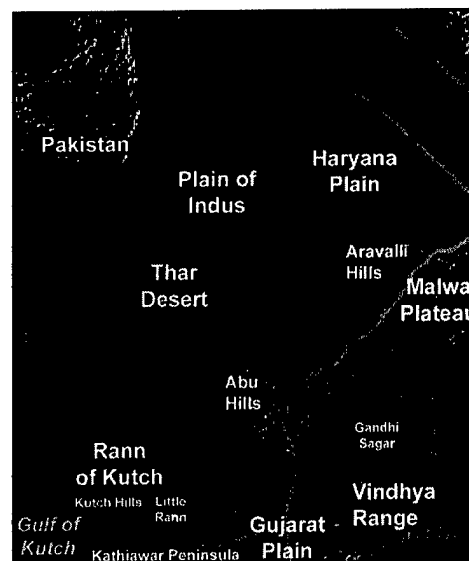 Pakistan
Haryana
Plain
Plain of
Indus
Aravalli
Hills
Thar
Desert
Malwa
Plateau
Abu
Hills
Gandhi
Sagar
Rann
of Kutch
Kutch Hills
Little
Rann
Vindhya
Range
Gulf of
Kutch
Gujarat
Plain
Kathiawar Peninsula